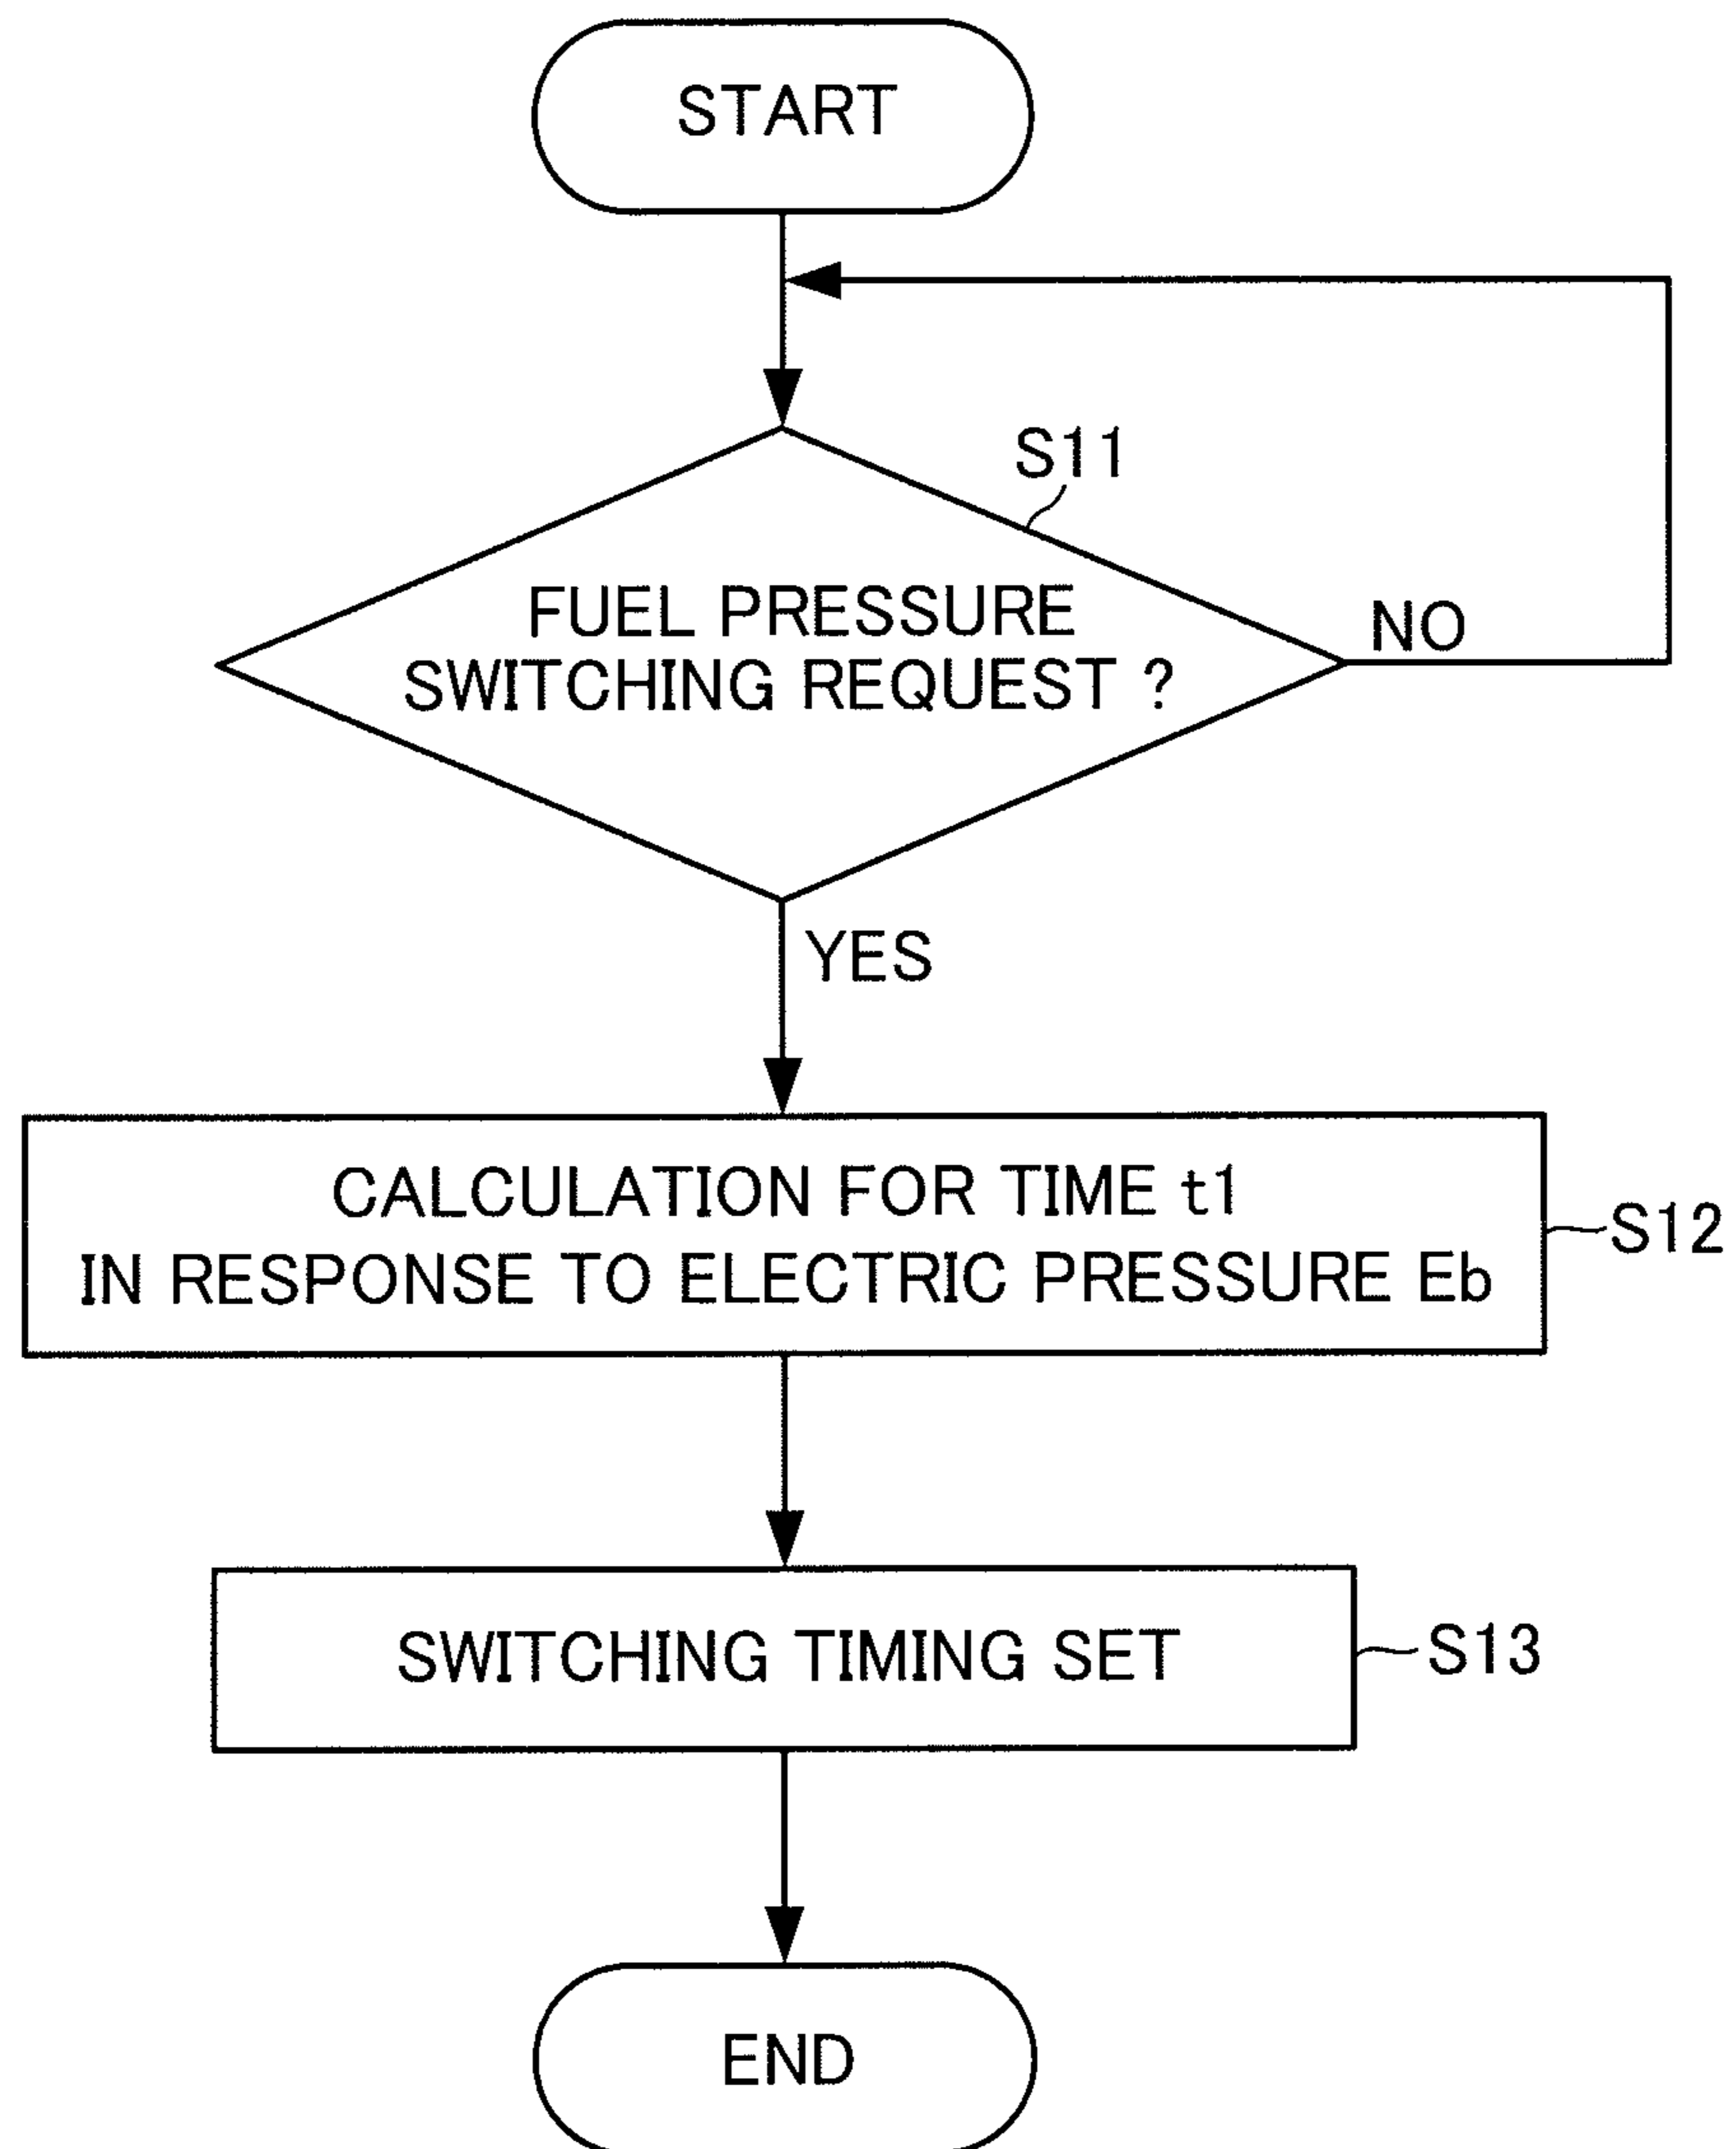 START
S11
FUEL PRESSURE
SWITCHING REQUEST ?
NO
YES
CALCULATION FOR TIME t1
IN RESPONSE TO ELECTRIC PRESSURE Eb
S12
SWITCHING TIMING SET
S13
END